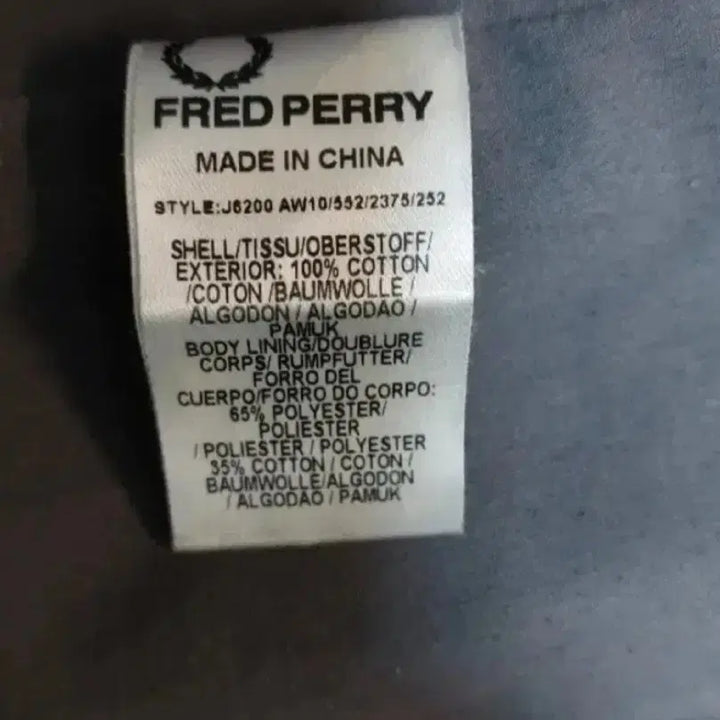 FRED PERRY
MADE IN CHINA
STYLE:J6200 AW10/552/2375/252
SHELL/TISSU/OBERSTOFF/
EXTERIOR: 100% COTTON
/COTON /BAUMWOLLE /
ALGODON / ALGODAO /
PAMUK
BODY LINING/DOUBLURE
CORPS/ RUMPFUTTER/
FORRO DEL
CUERPO/FORRO DO CORPO:
65% POLYESTER/
POLIESTER
/ POLIESTER / POLYESTER
35% COTTON / COTON /
BAUMWOLLE/ALGODON
/ ALGODAO / PAMUK